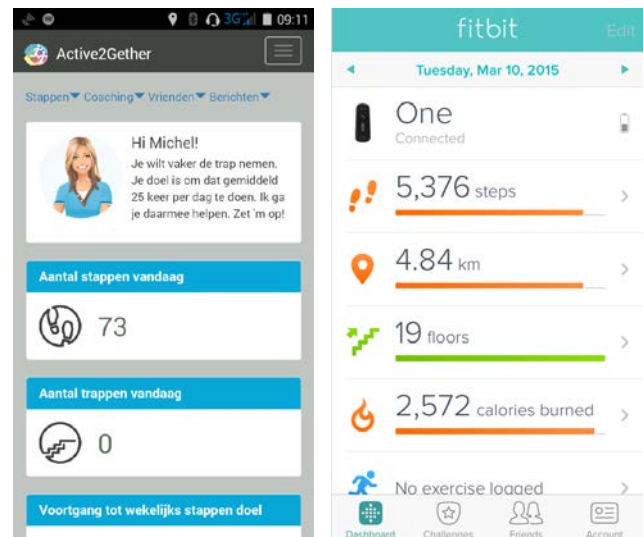 3G 09:11
Active2Gether
Stappen Coaching Vrienden Berichten
Hi Michel!
Je wilt vaker de trap nemen.
Je doel is om dat gemiddeld
25 keer per dag te doen. Ik ga
je daarmee helpen. Zet 'm op!
Aantal stappen vandaag
73
Aantal trappen vandaag
0
Voortgang tot wekelijks stappen doel
fitbit Edit
Tuesday, Mar 10, 2015
One
Connected
5,376 steps
4.84 km
19 floors
2,572 calories burned
No exercise logged
Dashboard Challenges Friends Account